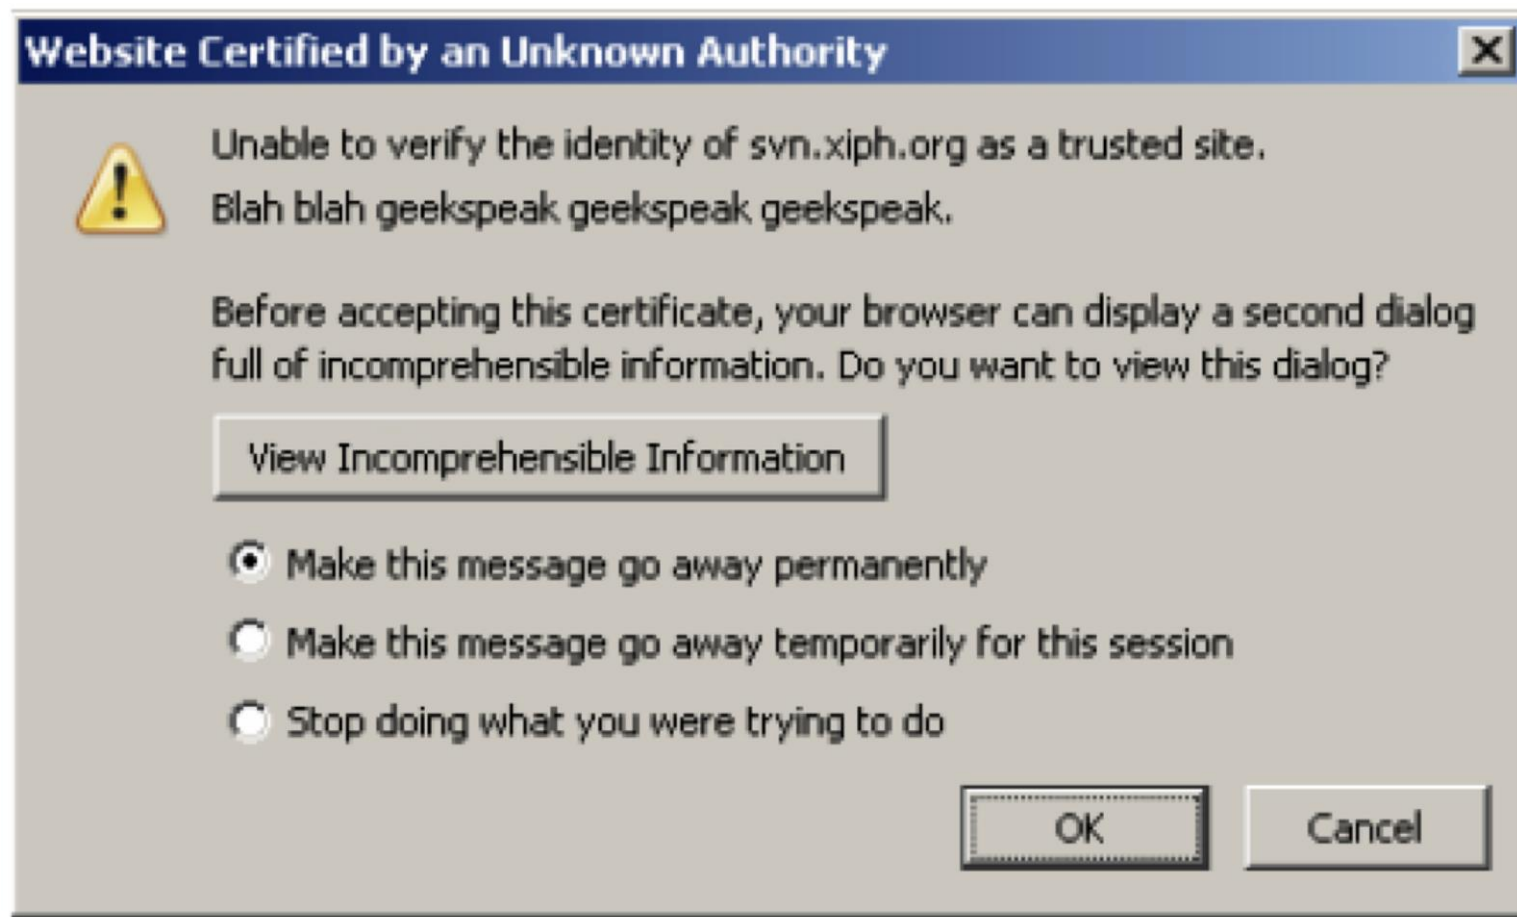 Website Certified by an Unknown Authority
Unable to verify the identity of svn.xiph.org as a trusted site.
Blah blah geekspeak geekspeak geekspeak.
Before accepting this certificate, your browser can display a second dialog
full of incomprehensible information. Do you want to view this dialog?
View Incomprehensible Information
Make this message go away permanently
Make this message go away temporarily for this session
Stop doing what you were trying to do
OK Cancel